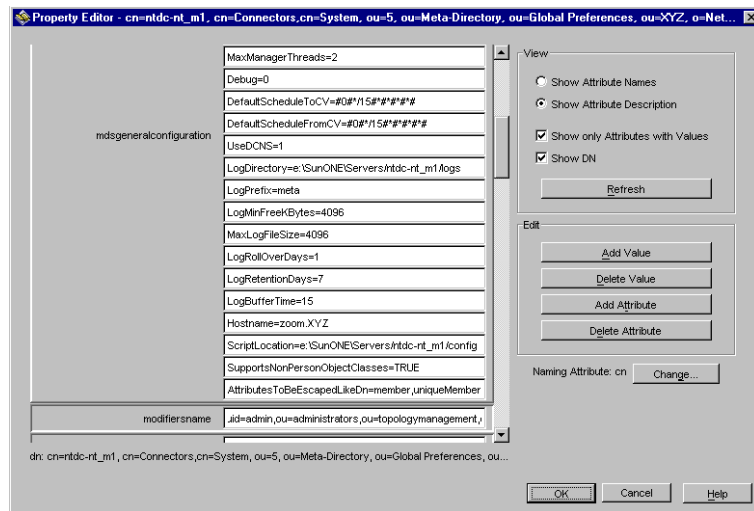 Property Editor - cn=ntdc-nt_m1, cn=Connectors,cn=System, ou=5, ou=Meta-Directory, ou=Global Preferences, ou=XYZ, o=Net...
mdsgeneralconfiguration
MaxManagerThreads=2
Debug=0
DefaultScheduleToCV=#0#*/15#*#*#*#*#
DefaultScheduleFromCV=#0#*/15#*#*#*#*#
UseDCNS=1
LogDirectory=e:\SunONE\Servers/ntdc-nt_m1/logs
LogPrefix=meta
LogMinFreeKBytes=4096
MaxLogFileSize=4096
LogRollOverDays=1
LogRetentionDays=7
LogBufferTime=15
Hostname=zoom.XYZ
ScriptLocation=e:\SunONE\Servers/ntdc-nt_m1/config
SupportsNonPersonObjectClasses=TRUE
AttributesToBeEscapedLikeDn=member,uniqueMember
modifiersname
uid=admin,ou=administrators,ou=topologymanagement,
dn: cn=ntdc-nt_m1, cn=Connectors,cn=System, ou=5, ou=Meta-Directory, ou=Global Preferences, ou...
View
Show Attribute Names
Show Attribute Description
Show only Attributes with Values
Show DN
Refresh
Edit
Add Value
Delete Value
Add Attribute
Delete Attribute
Naming Attribute: cn
Change...
OK
Cancel
Help